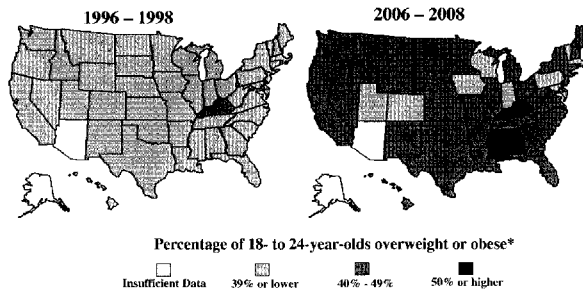 1996 – 1998
2006 – 2008
Percentage of 18- to 24-year-olds overweight or obese*
Insufficient Data
39% or lower
40% - 49%
50% or higher